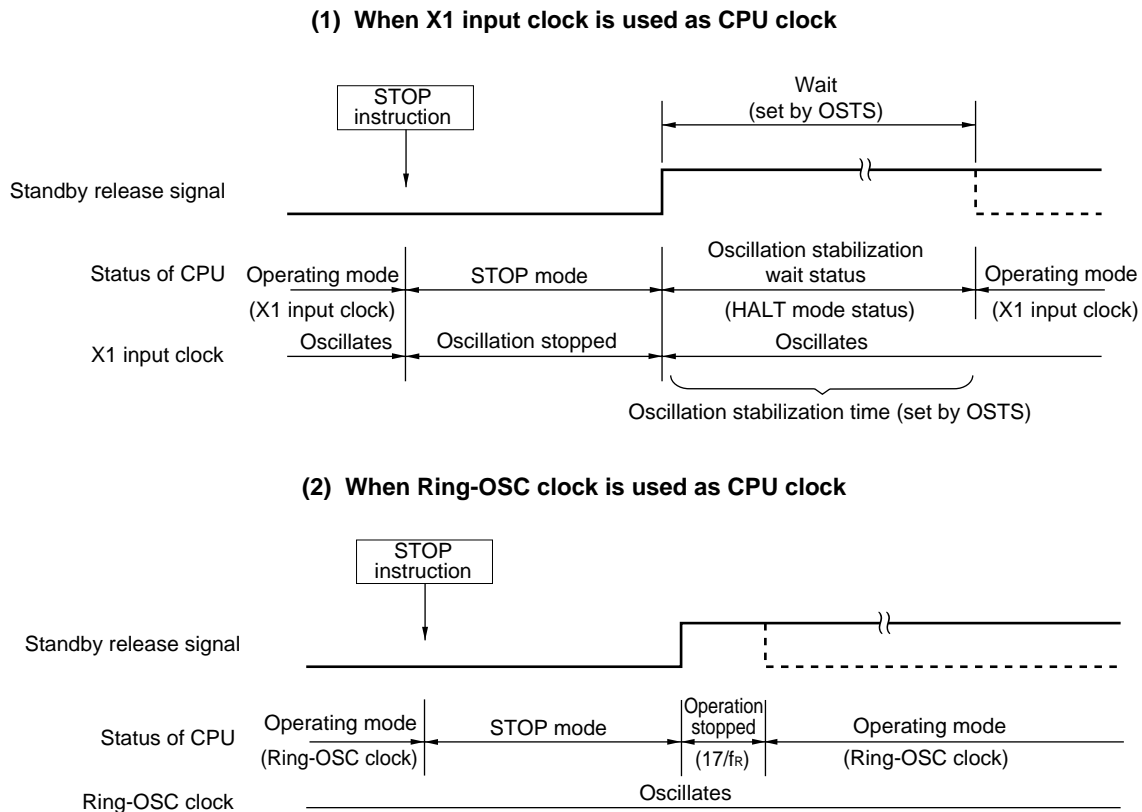 (1) When X1 input clock is used as CPU clock
STOP
instruction
Wait
(set by OSTS)
Standby release signal
Status of CPU
Operating mode
(X1 input clock)
STOP mode
Oscillation stabilization
wait status
(HALT mode status)
Operating mode
(X1 input clock)
X1 input clock
Oscillates
Oscillation stopped
Oscillates
Oscillation stabilization time (set by OSTS)
(2) When Ring-OSC clock is used as CPU clock
STOP
instruction
Standby release signal
Status of CPU
Operating mode
(Ring-OSC clock)
STOP mode
Operation
stopped
(17/fR)
Operating mode
(Ring-OSC clock)
Ring-OSC clock
Oscillates